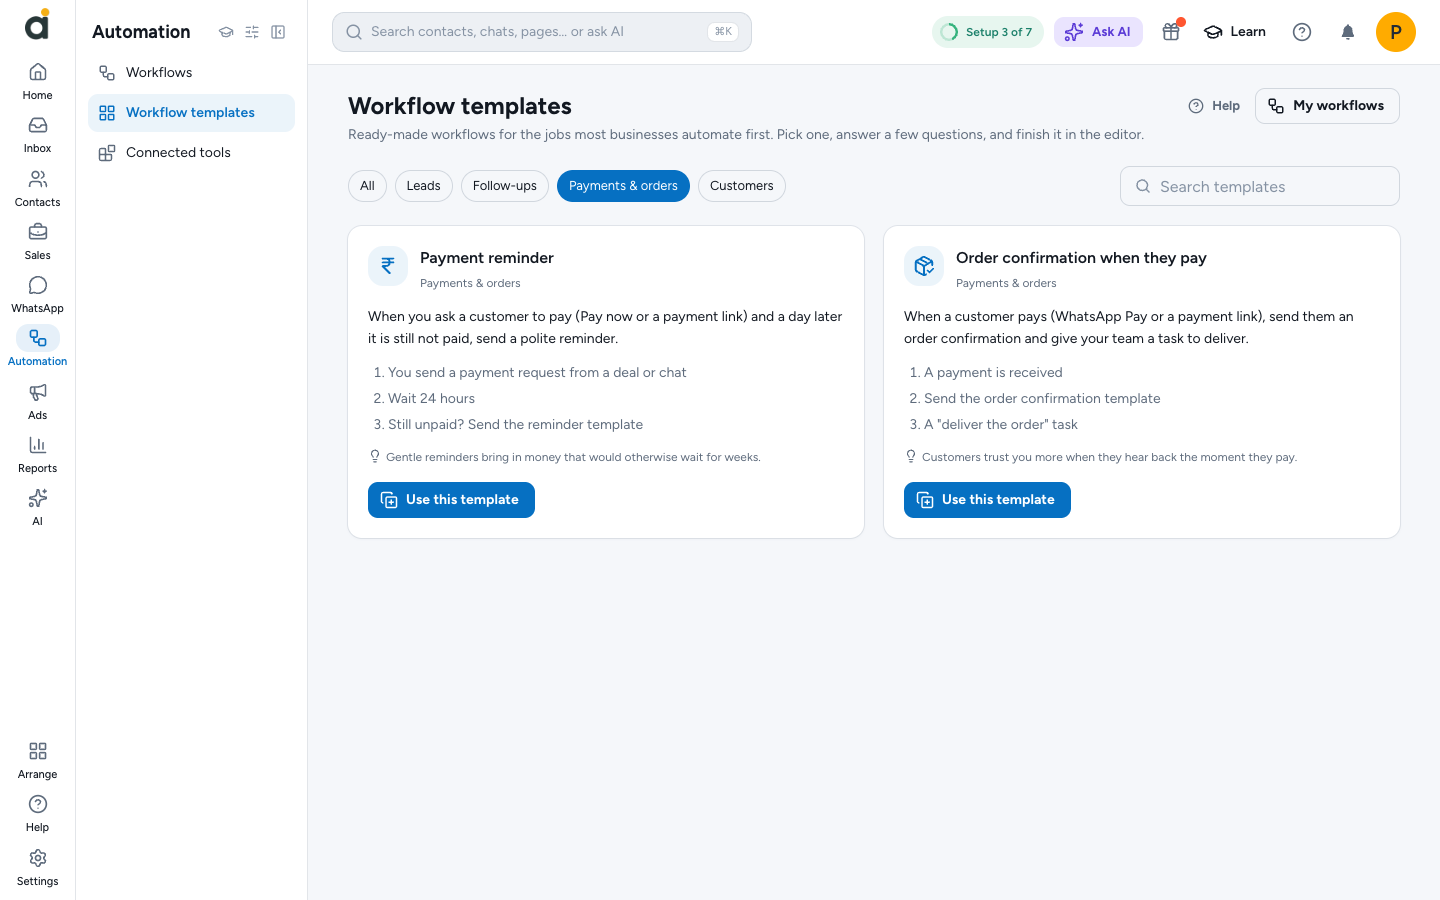 Automation
Search contacts, chats, pages... or ask AI
⌘K
Setup 3 of 7
Ask AI
Learn
P
Home
Inbox
Contacts
Sales
WhatsApp
Automation
Ads
Reports
AI
Arrange
Help
Settings
Workflows
Workflow templates
Connected tools
Workflow templates
Help
My workflows
Ready-made workflows for the jobs most businesses automate first. Pick one, answer a few questions, and finish it in the editor.
All
Leads
Follow-ups
Payments & orders
Customers
Search templates
₹
Payment reminder
Payments & orders
When you ask a customer to pay (Pay now or a payment link) and a day later
it is still not paid, send a polite reminder.
1. You send a payment request from a deal or chat
2. Wait 24 hours
3. Still unpaid? Send the reminder template
Gentle reminders bring in money that would otherwise wait for weeks.
Use this template
Order confirmation when they pay
Payments & orders
When a customer pays (WhatsApp Pay or a payment link), send them an
order confirmation and give your team a task to deliver.
1. A payment is received
2. Send the order confirmation template
3. A "deliver the order" task
Customers trust you more when they hear back the moment they pay.
Use this template